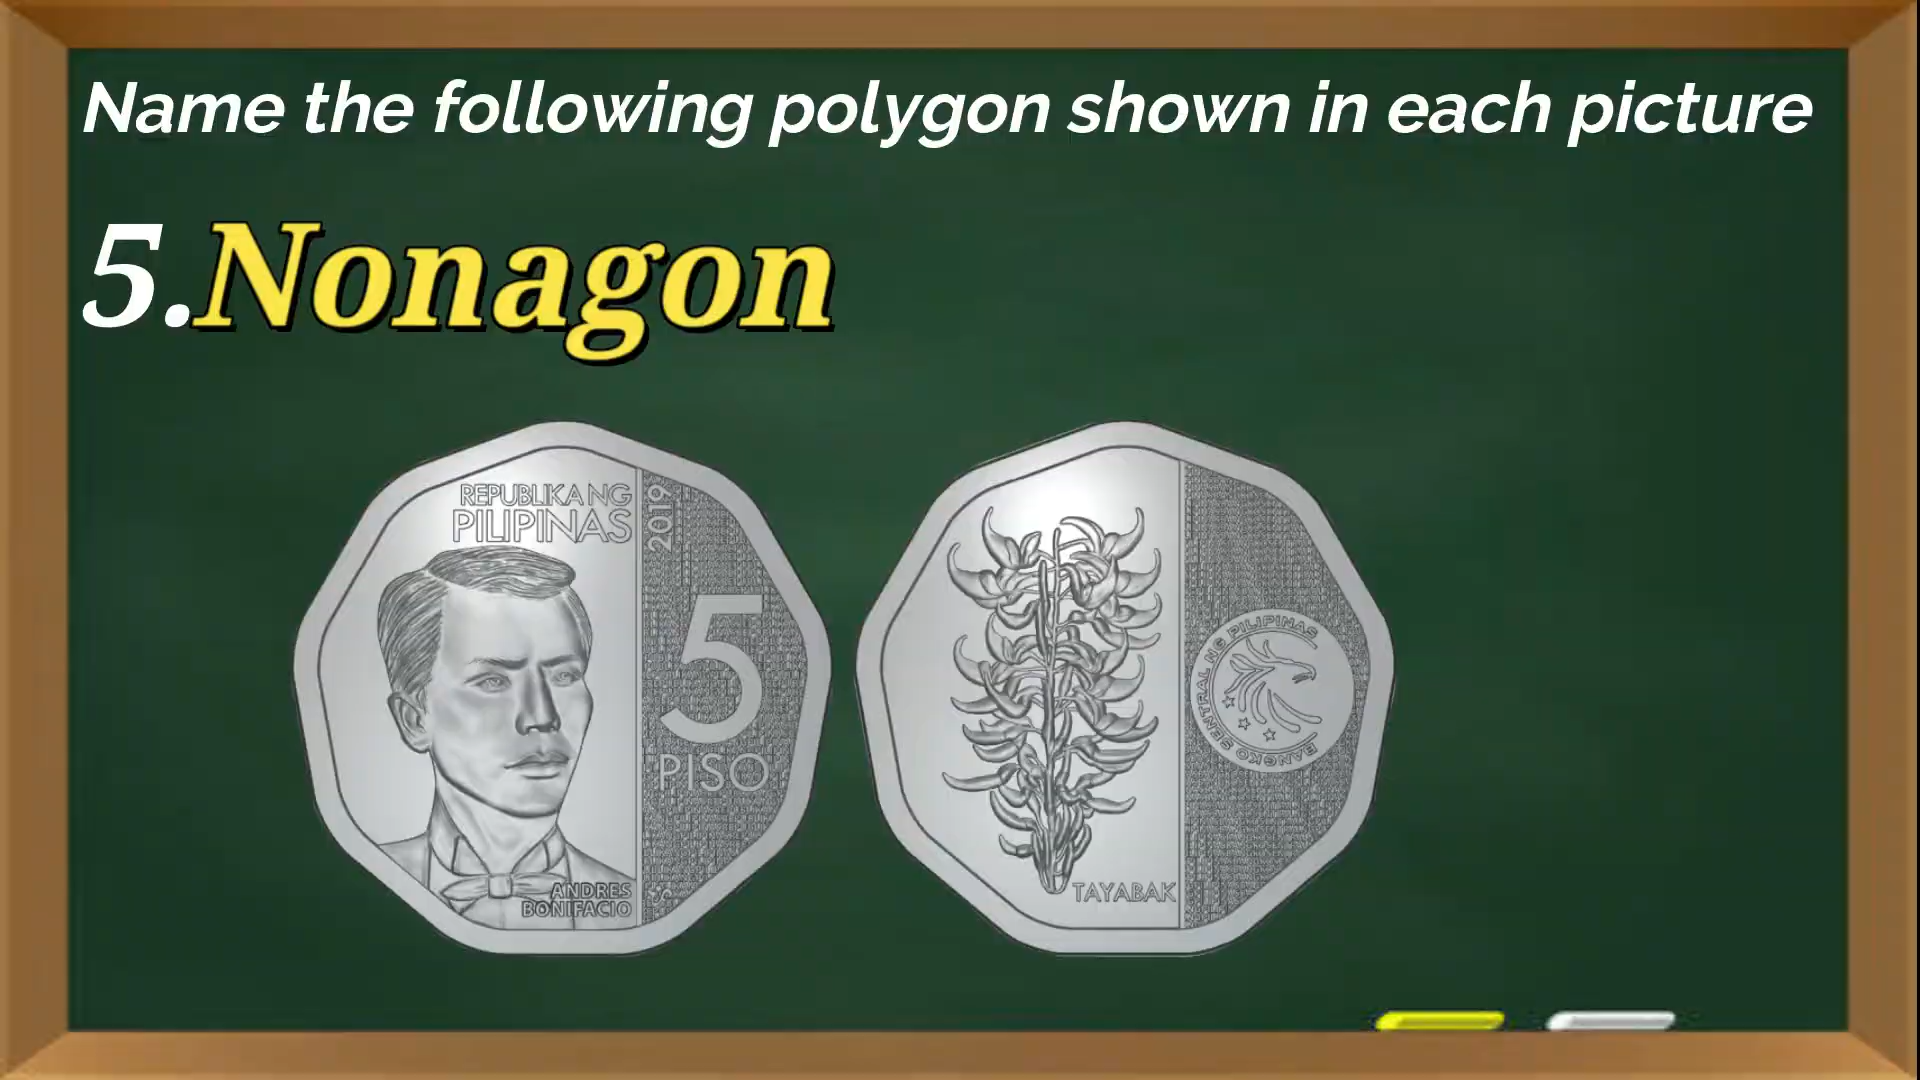 Name the following polygon shown in each picture
5.Nonagon
REPUBLIKA NG
PILIPINAS
2019
5
PISO
ANDRES
BONIFACIO
BANGKO SENTRAL NG PILIPINAS
TAYABAK